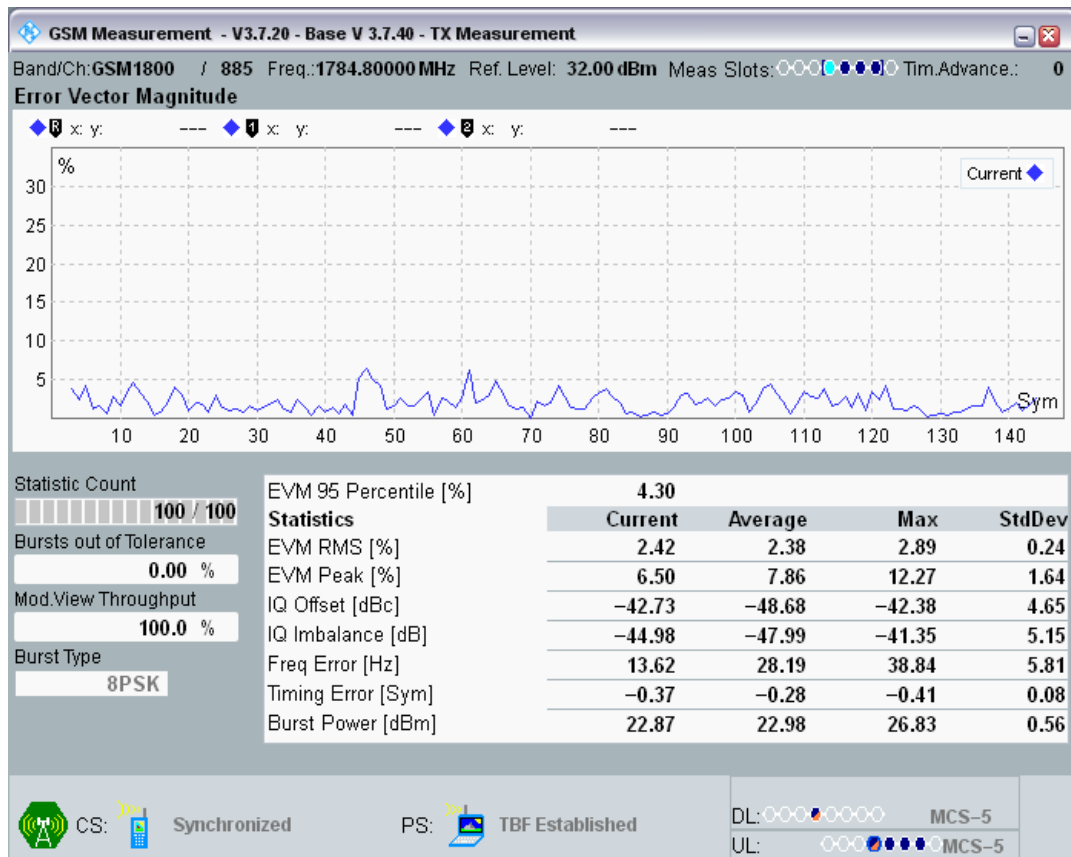 GSM Measurement - V3.7.20 - Base V 3.7.40 - TX Measurement
Band/Ch:GSM1800 / 885 Freq.:1784.80000 MHz Ref. Level: 32.00 dBm Meas Slots: Tim.Advance.: 0
Error Vector Magnitude
R x: y: --- 1 x: y: --- 2 x: y: ---
%
Current
30
25
20
15
10
5
Sym
10 20 30 40 50 60 70 80 90 100 110 120 130 140
Statistic Count
100 / 100
Bursts out of Tolerance
0.00 %
Mod.View Throughput
100.0 %
Burst Type
8PSK
EVM 95 Percentile [%] 4.30
Statistics Current Average Max StdDev
EVM RMS [%] 2.42 2.38 2.89 0.24
EVM Peak [%] 6.50 7.86 12.27 1.64
IQ Offset [dBc] −42.73 −48.68 −42.38 4.65
IQ Imbalance [dB] −44.98 −47.99 −41.35 5.15
Freq Error [Hz] 13.62 28.19 38.84 5.81
Timing Error [Sym] −0.37 −0.28 −0.41 0.08
Burst Power [dBm] 22.87 22.98 26.83 0.56
CS: Synchronized PS: TBF Established
DL: MCS−5
UL: MCS−5